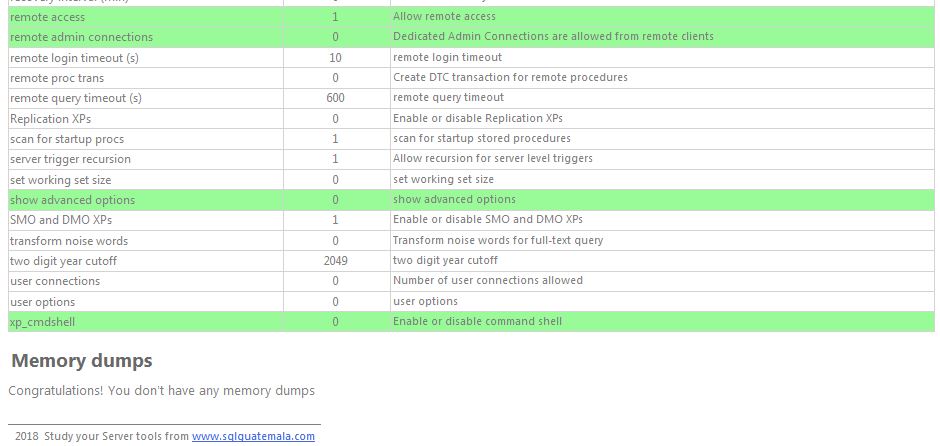 remote access 1 Allow remote access
remote admin connections 0 Dedicated Admin Connections are allowed from remote clients
remote login timeout (s) 10 remote login timeout
remote proc trans 0 Create DTC transaction for remote procedures
remote query timeout (s) 600 remote query timeout
Replication XPs 0 Enable or disable Replication XPs
scan for startup procs 1 scan for startup stored procedures
server trigger recursion 1 Allow recursion for server level triggers
set working set size 0 set working set size
show advanced options 0 show advanced options
SMO and DMO XPs 1 Enable or disable SMO and DMO XPs
transform noise words 0 Transform noise words for full-text query
two digit year cutoff 2049 two digit year cutoff
user connections 0 Number of user connections allowed
user options 0 user options
xp_cmdshell 0 Enable or disable command shell
Memory dumps
Congratulations! You don't have any memory dumps
2018 Study your Server tools from www.sqlguatemala.com